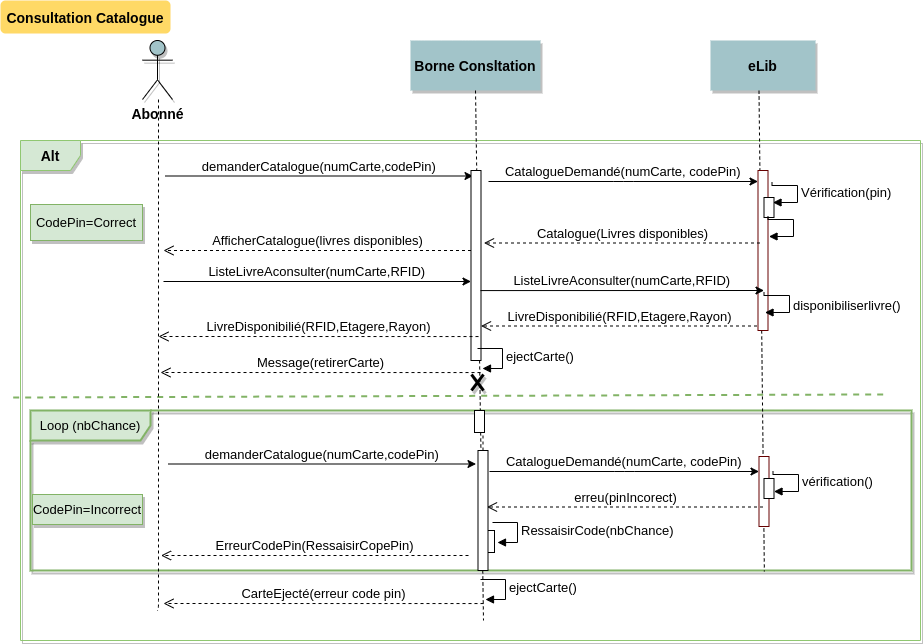 Consultation Catalogue
Abonné
Borne Consltation
eLib
Alt
demanderCatalogue(numCarte,codePin)
CatalogueDemandé(numCarte, codePin)
Vérification(pin)
CodePin=Correct
Catalogue(Livres disponibles)
AfficherCatalogue(livres disponibles)
ListeLivreAconsulter(numCarte,RFID)
ListeLivreAconsulter(numCarte,RFID)
disponibiliserlivre()
LivreDisponibilié(RFID,Etagere,Rayon)
LivreDisponibilié(RFID,Etagere,Rayon)
ejectCarte()
Message(retirerCarte)
Loop (nbChance)
demanderCatalogue(numCarte,codePin)
CatalogueDemandé(numCarte, codePin)
vérification()
erreu(pinIncorect)
CodePin=Incorrect
RessaisirCode(nbChance)
ErreurCodePin(RessaisirCopePin)
ejectCarte()
CarteEjecté(erreur code pin)